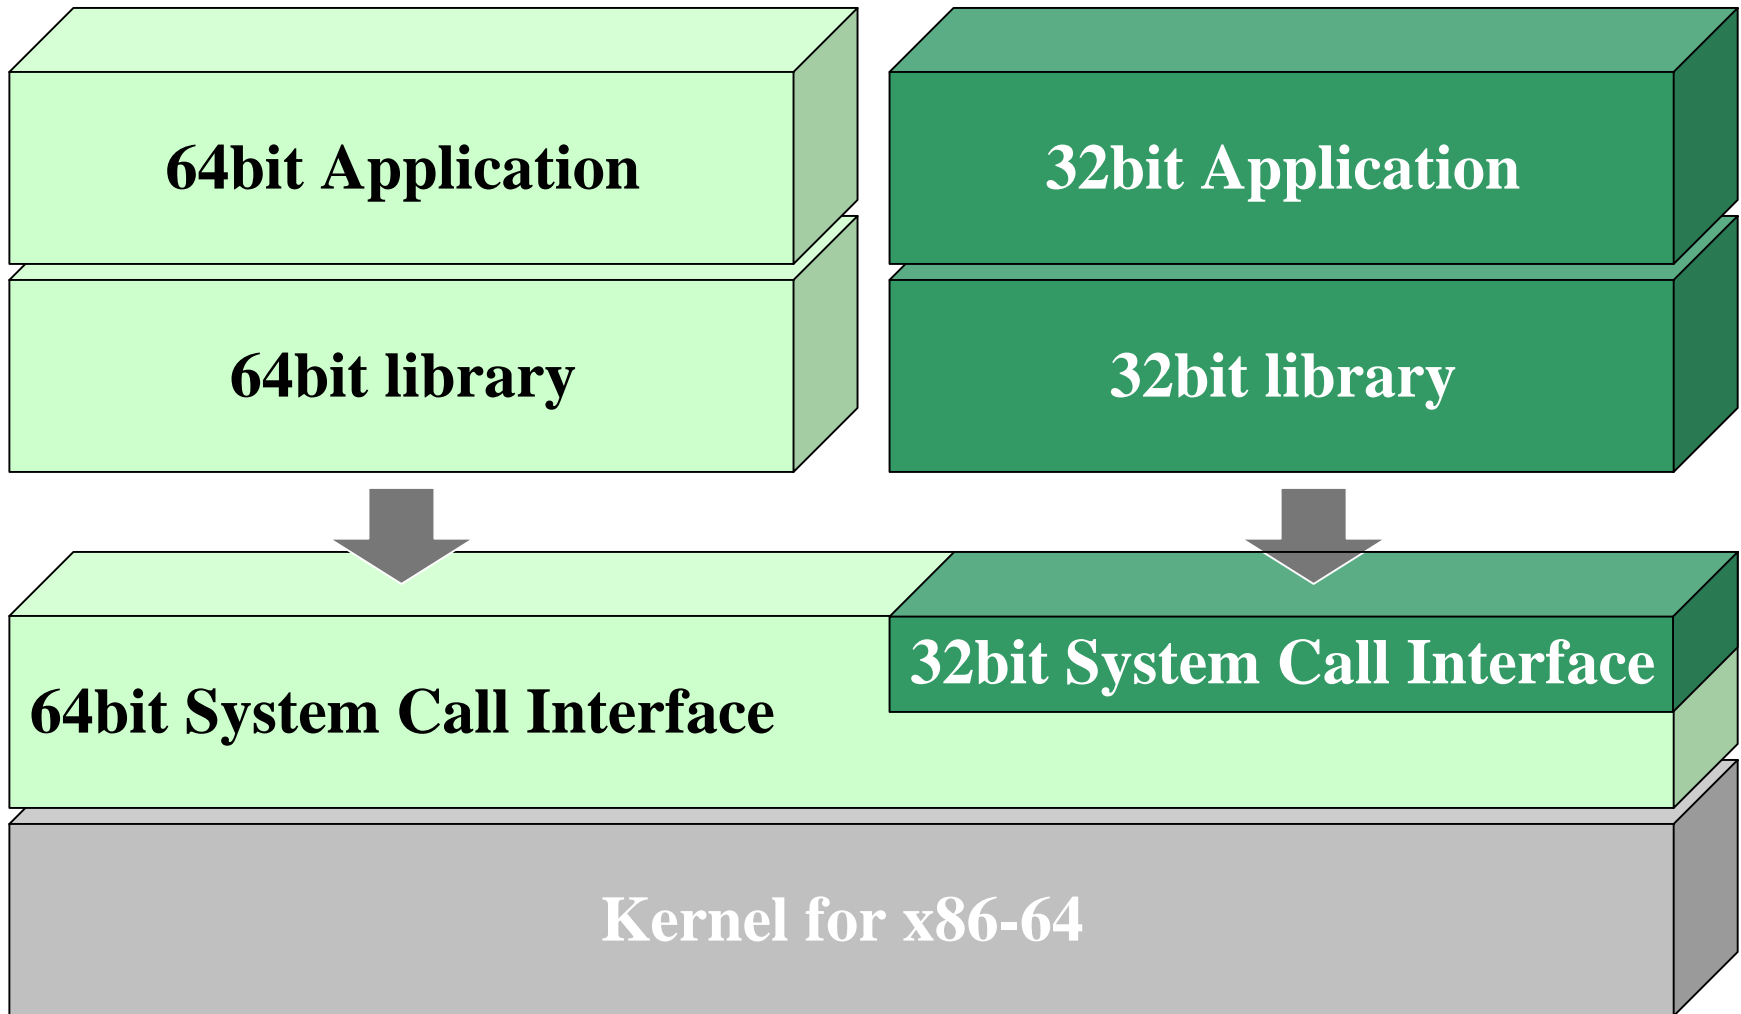 64bit Application
32bit Application
64bit library
32bit library
32bit System Call Interface
64bit System Call Interface
Kernel for x86-64